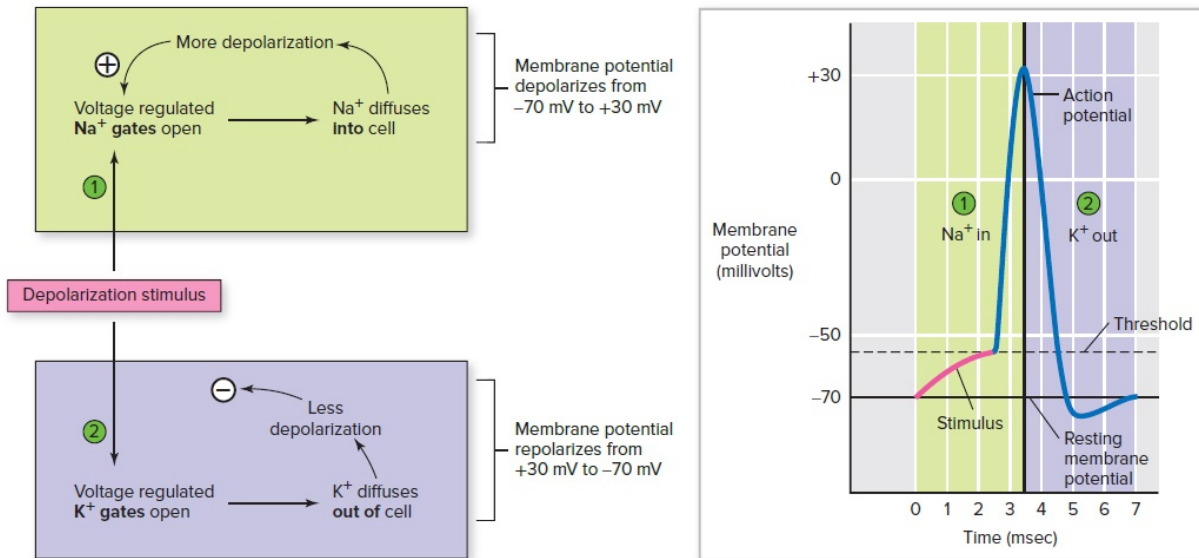 More depolarization
+
Voltage regulated
Na+ gates open
Na+ diffuses
into cell
1
Membrane potential
depolarizes from
–70 mV to +30 mV
Depolarization stimulus
2
−
Less
depolarization
Voltage regulated
K+ gates open
K+ diffuses
out of cell
Membrane potential
repolarizes from
+30 mV to –70 mV
Membrane
potential
(millivolts)
+30
0
–50
–70
Action
potential
1
Na+ in
2
K+ out
Threshold
Stimulus
Resting
membrane
potential
0 1 2 3 4 5 6 7
Time (msec)